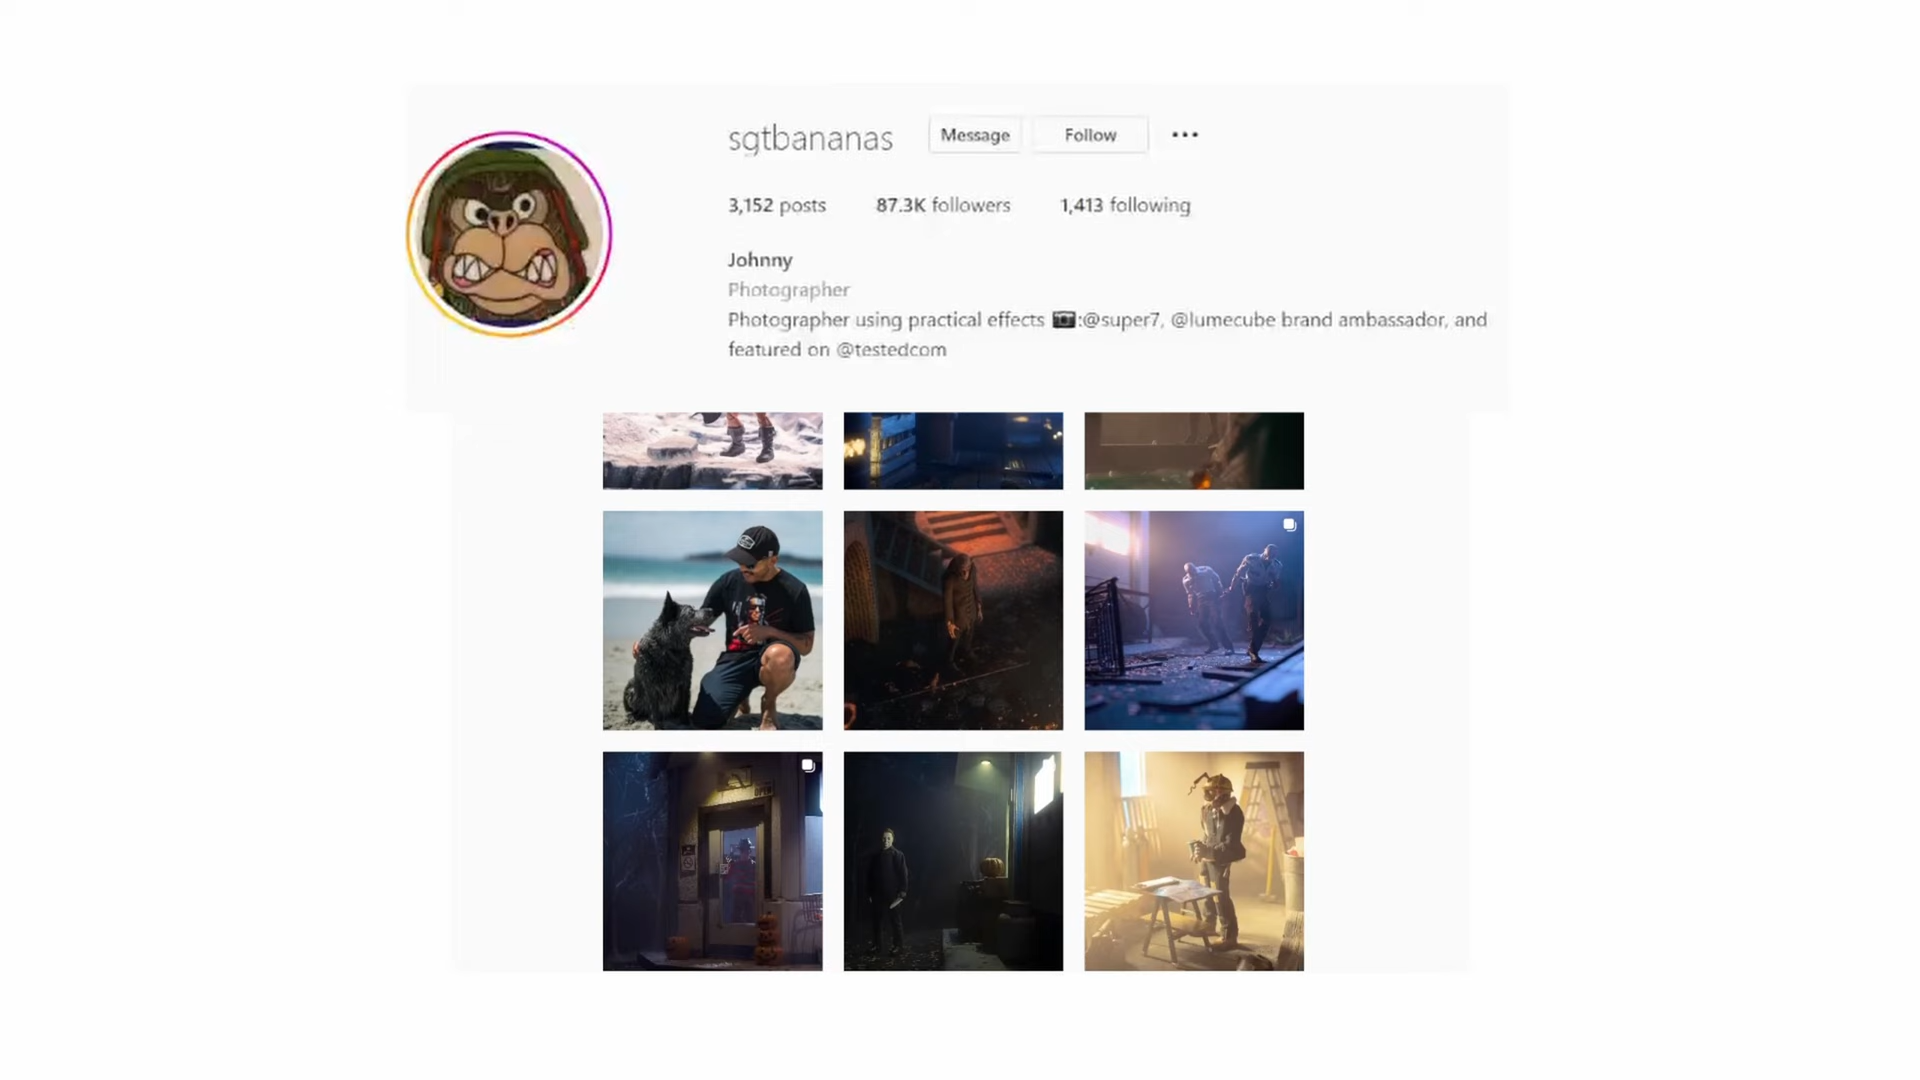 sgtbananas Message Follow
3,152 posts 87.3K followers 1,413 following
Johnny
Photographer
Photographer using practical effects 📷:@super7, @lumecube brand ambassador, and
featured on @testedcom
OPEN